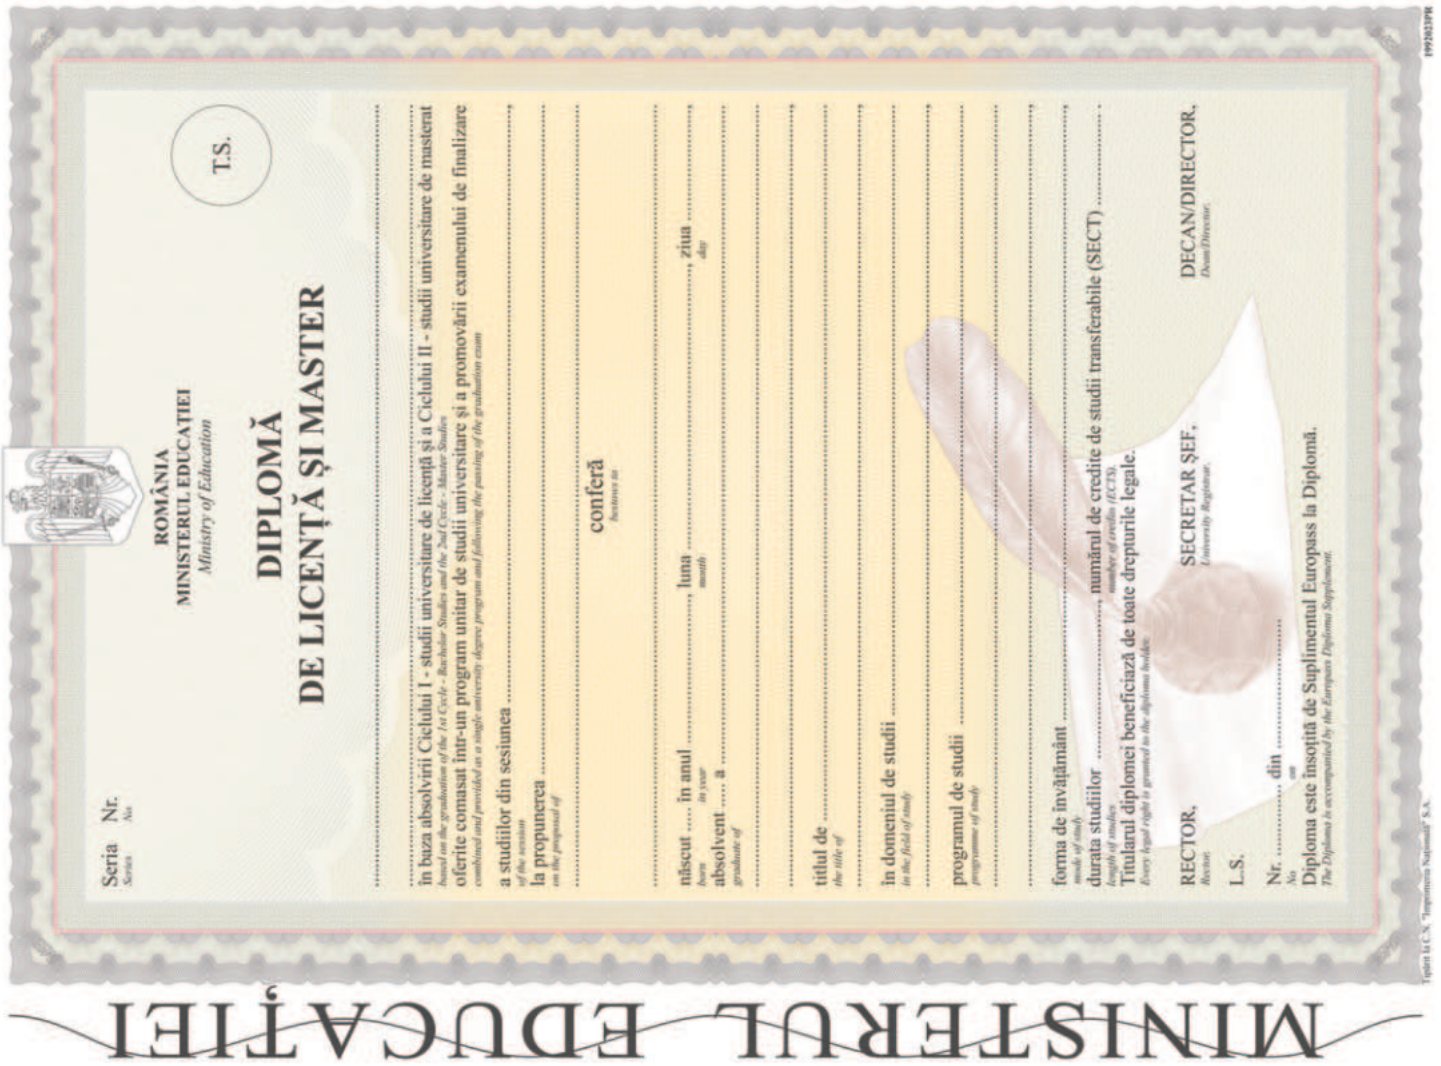 ROMÂNIA
MINISTERUL EDUCAȚIEI
Ministry of Education
T.S.
Seria Nr.
Series No
DIPLOMĂ
DE LICENȚĂ ȘI MASTER
în baza absolvirii Ciclului I - studii universitare de licență și a Ciclului II - studii universitare de masterat
based on the graduation of the 1st Cycle - Bachelor Studies and the 2nd Cycle - Master Studies
oferite comasat într-un program unitar de studii universitare și a promovării examenului de finalizare
combined and provided as a single university degree program and following the passing of the graduation exam
a studiilor din sesiunea
of the session
la propunerea
on the proposal of
conferă
bestows to
născut ..... în anul ....., luna ....., ziua .....,
born in year month day
absolvent ..... a
graduate of
titlul de
the title of
în domeniul de studii
in the field of study
programul de studii
programme of study
forma de învățământ
mode of study
durata studiilor ....., numărul de credite de studii transferabile (SECT)
length of studies number of credits (ECTS)
Titularul diplomei beneficiază de toate drepturile legale.
Every legal right is granted to the diploma holder.
RECTOR, SECRETAR ȘEF, DECAN/DIRECTOR,
Rector, University Registrar, Dean/Director,
L.S.
Nr. ..... din .....
No on
Diploma este însoțită de Suplimentul Europass la Diplomă.
The Diploma is accompanied by the Europass Diploma Supplement.
Tipărit la C.N. "Imprimeria Națională" S.A.
1992023PH
MINISTERUL EDUCAȚIEI